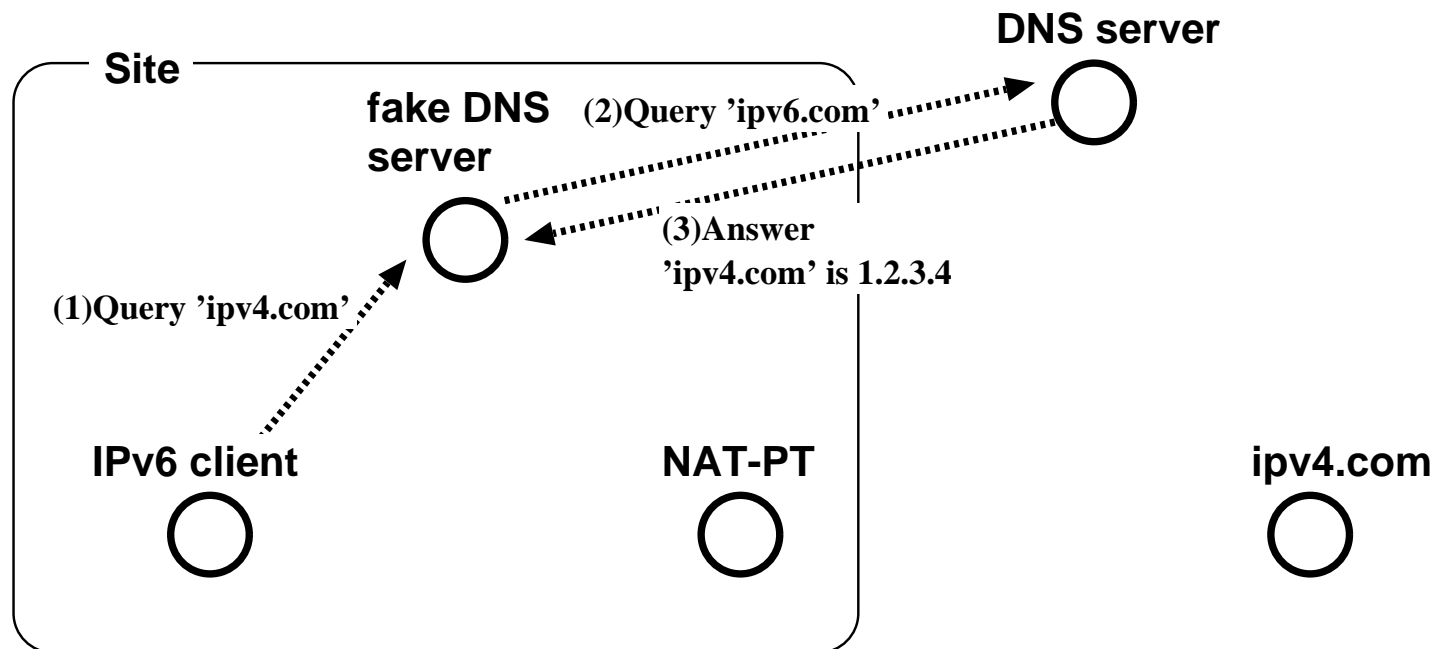 DNS server
Site
fake DNS
server
(2)Query ’ipv6.com’
(3)Answer
’ipv4.com’ is 1.2.3.4
(1)Query ’ipv4.com’
IPv6 client
NAT-PT
ipv4.com